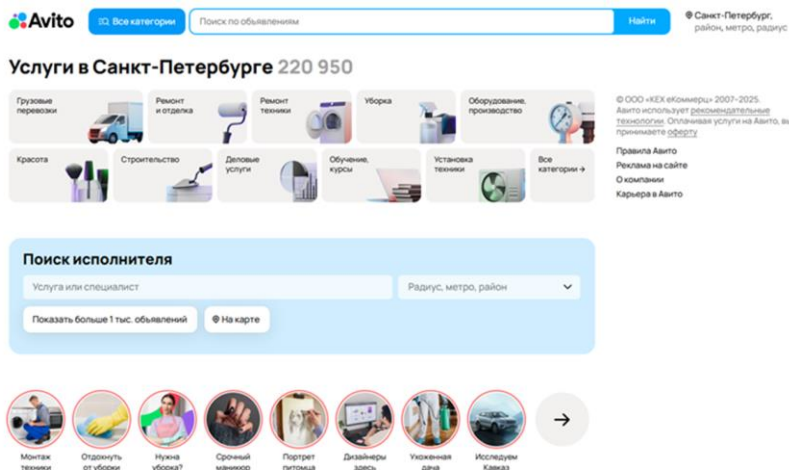 Avito
Все категории
Поиск по объявлениям
Найти
Санкт-Петербург,
район, метро, радиус
Услуги в Санкт-Петербурге 220 950
Грузовые
перевозки
Ремонт
и отделка
Ремонт
техники
Уборка
Оборудование,
производство
Красота
Строительство
Деловые
услуги
Обучение,
курсы
Установка
техники
Все
категории →
© ООО «КЕХ еКоммерц» 2007–2025.
Авито использует рекомендательные
технологии. Оплачивая услуги на Авито, вы
принимаете оферту
Правила Авито
Реклама на сайте
О компании
Карьера в Авито
Поиск исполнителя
Услуга или специалист
Радиус, метро, район
Показать больше 1 тыс. объявлений
На карте
Монтаж
техники
Отдохнуть
от уборки
Нужна
уборка?
Срочный
маникюр
Портрет
питомца
Дизайнеры
здесь
Ухоженная
дача
Исследуем
Кавказ